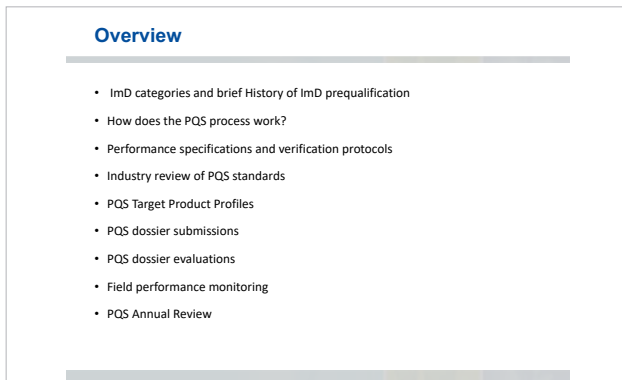 Overview
• ImD categories and brief History of ImD prequalification
• How does the PQS process work?
• Performance specifications and verification protocols
• Industry review of PQS standards
• PQS Target Product Profiles
• PQS dossier submissions
• PQS dossier evaluations
• Field performance monitoring
• PQS Annual Review